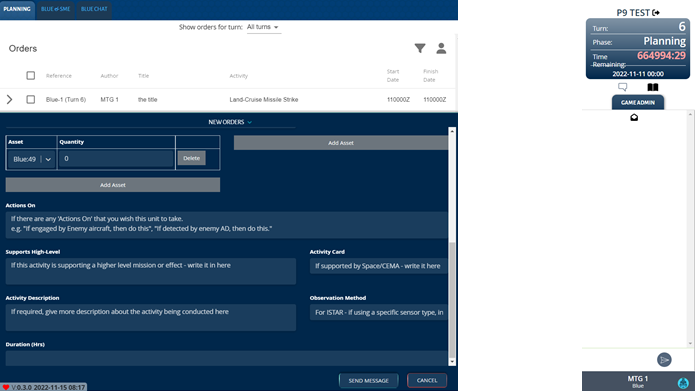 PLANNING
BLUE C² SME
BLUE CHAT
Show orders for turn: All turns
Orders
Reference Author Title Activity Start Date Finish Date
Blue-1 (Turn 6) MTG 1 the title Land-Cruise Missile Strike 110000Z 110000Z
NEW ORDERS
Asset Quantity
Blue:49 0 Delete
Add Asset
Add Asset
Actions On
If there are any 'Actions On' that you wish this unit to take.
e.g. "If engaged by Enemy aircraft, then do this", "If detected by enemy AD, then do this."
Supports High-Level
If this activity is supporting a higher level mission or effect - write it in here
Activity Card
If supported by Space/CEMA - write it here
Activity Description
If required, give more description about the activity being conducted here
Observation Method
For ISTAR - if using a specific sensor type, in
Duration (Hrs)
SEND MESSAGE
CANCEL
V 0.3.0 2022-11-15 08:17
P9 TEST
Turn: 6
Phase: Planning
Time Remaining: 664994:29
2022-11-11 00:00
GAME ADMIN
MTG 1
Blue